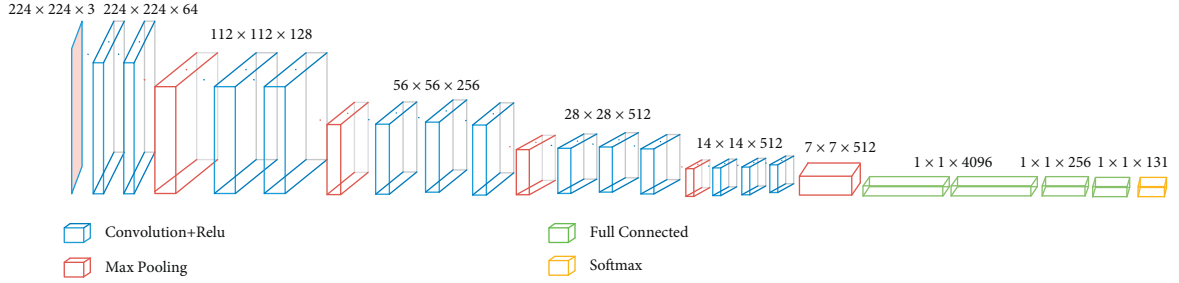 224 × 224 × 3
224 × 224 × 64
112 × 112 × 128
56 × 56 × 256
28 × 28 × 512
14 × 14 × 512
7 × 7 × 512
1 × 1 × 4096
1 × 1 × 256
1 × 1 × 131
Convolution+Relu
Full Connected
Max Pooling
Softmax